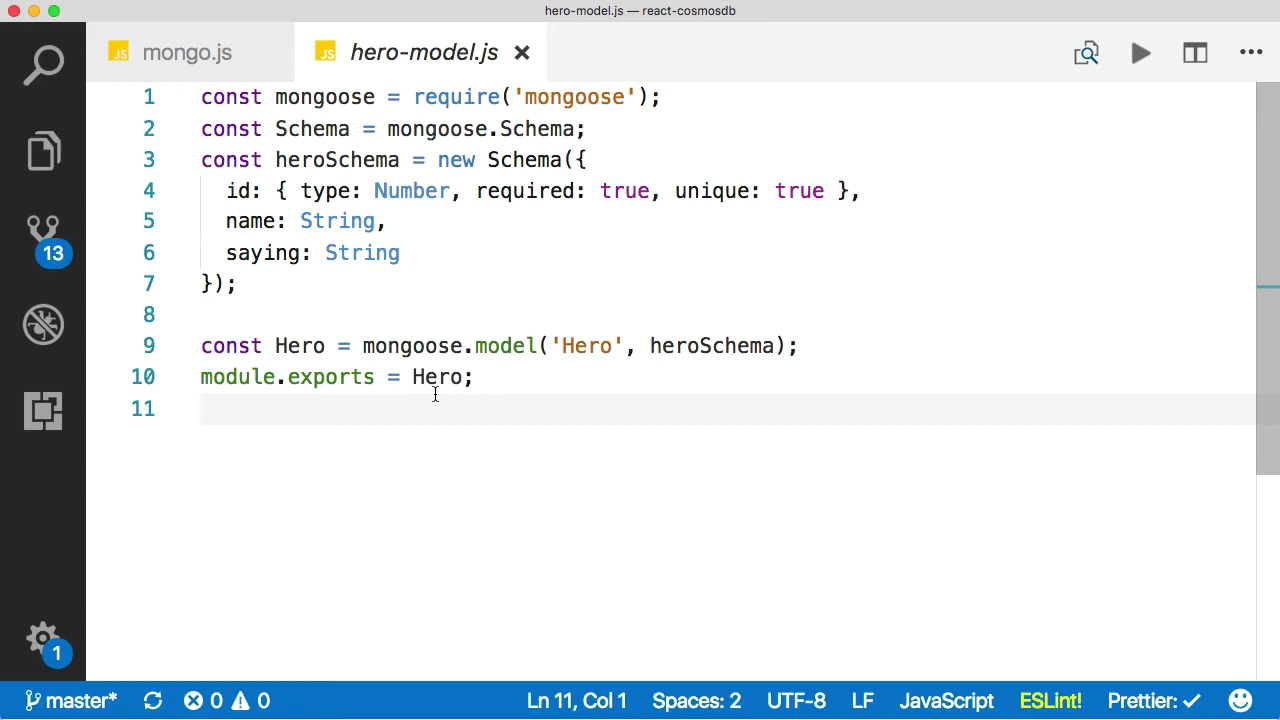 hero-model.js — react-cosmosdb
JS mongo.js JS hero-model.js
1 const mongoose = require('mongoose');
2 const Schema = mongoose.Schema;
3 const heroSchema = new Schema({
4 id: { type: Number, required: true, unique: true },
5 name: String,
6 saying: String
7 });
8
9 const Hero = mongoose.model('Hero', heroSchema);
10 module.exports = Hero;
11
13
1
master* 0 0 Ln 11, Col 1 Spaces: 2 UTF-8 LF JavaScript ESLint! Prettier: ✓